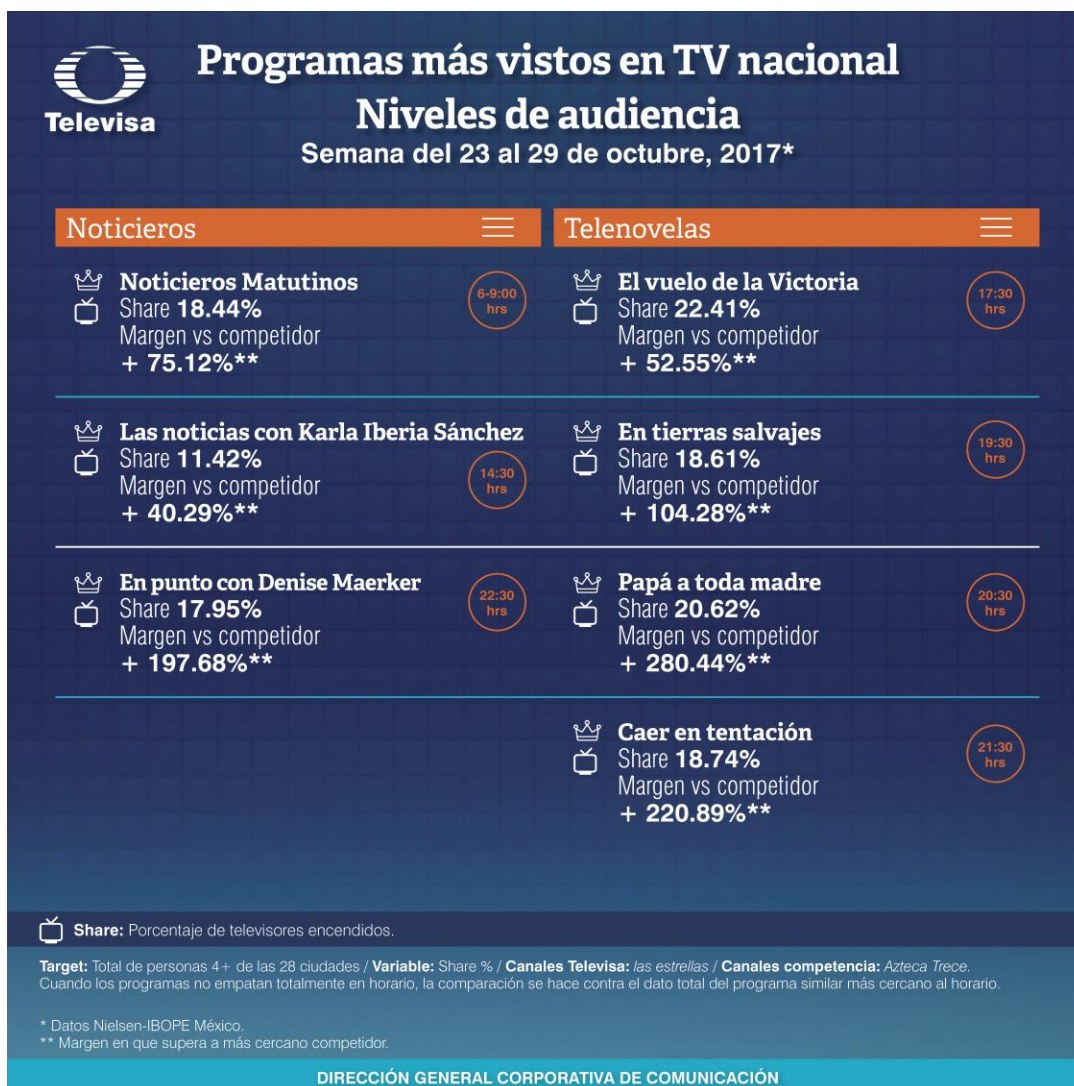 Televisa
Programas más vistos en TV nacional
Niveles de audiencia
Semana del 23 al 29 de octubre, 2017*
Noticieros
Noticieros Matutinos
Share 18.44%
Margen vs competidor
+ 75.12%**
6-9:00
hrs
Las noticias con Karla Iberia Sánchez
Share 11.42%
Margen vs competidor
+ 40.29%**
14:30
hrs
En punto con Denise Maerker
Share 17.95%
Margen vs competidor
+ 197.68%**
22:30
hrs
Telenovelas
El vuelo de la Victoria
Share 22.41%
Margen vs competidor
+ 52.55%**
17:30
hrs
En tierras salvajes
Share 18.61%
Margen vs competidor
+ 104.28%**
19:30
hrs
Papá a toda madre
Share 20.62%
Margen vs competidor
+ 280.44%**
20:30
hrs
Caer en tentación
Share 18.74%
Margen vs competidor
+ 220.89%**
21:30
hrs
Share: Porcentaje de televisores encendidos.
Target: Total de personas 4+ de las 28 ciudades / Variable: Share % / Canales Televisa: las estrellas / Canales competencia: Azteca Trece.
Cuando los programas no empatan totalmente en horario, la comparación se hace contra el dato total del programa similar más cercano al horario.
* Datos Nielsen-IBOPE México.
** Margen en que supera a más cercano competidor.
DIRECCIÓN GENERAL CORPORATIVA DE COMUNICACIÓN